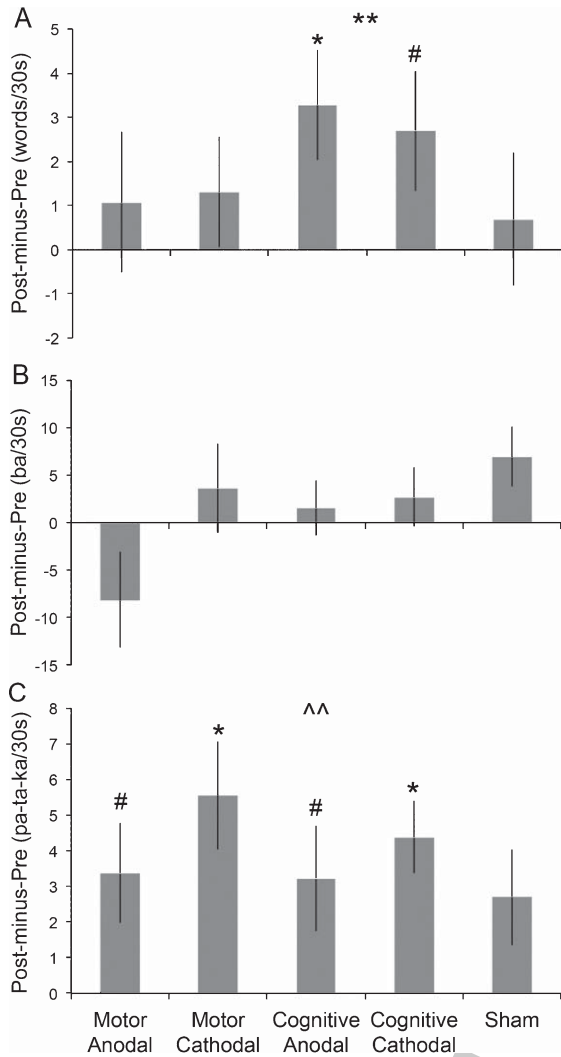 A
Post-minus-Pre (words/30s)
5
4
3
2
1
0
-1
-2
*
**
#
B
Post-minus-Pre (ba/30s)
15
10
5
0
-5
-10
-15
C
Post-minus-Pre (pa-ta-ka/30s)
8
7
6
5
4
3
2
1
0
#
*
^^
#
*
Motor
Anodal
Motor
Cathodal
Cognitive
Anodal
Cognitive
Cathodal
Sham